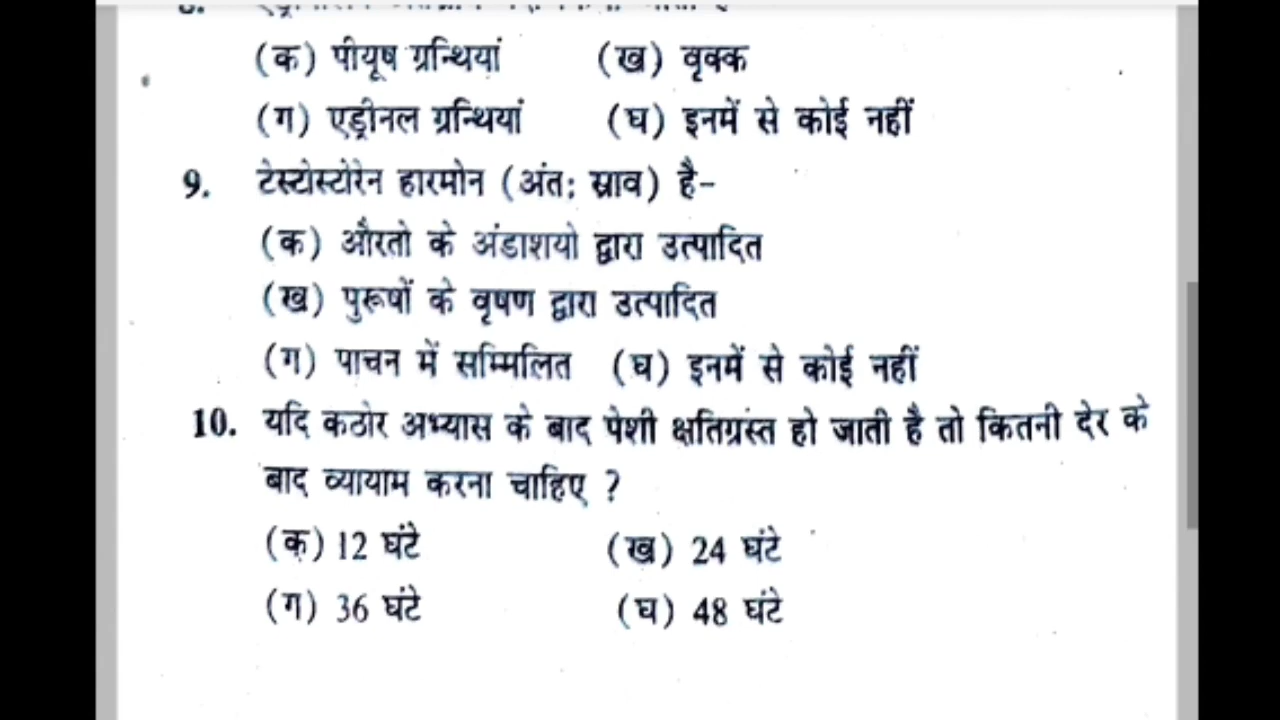 8.
(क) पीयूष ग्रन्थियां (ख) वृक्क
(ग) एड्रीनल ग्रन्थियां (घ) इनमें से कोई नहीं
9. टेस्टोस्टोरेन हारमोन (अंतः स्राव) है-
(क) औरतो के अंडाशयो द्वारा उत्पादित
(ख) पुरूषों के वृषण द्वारा उत्पादित
(ग) पाचन में सम्मिलित (घ) इनमें से कोई नहीं
10. यदि कठोर अभ्यास के बाद पेशी क्षतिग्रस्त हो जाती है तो कितनी देर के
बाद व्यायाम करना चाहिए ?
(क) 12 घंटे (ख) 24 घंटे
(ग) 36 घंटे (घ) 48 घंटे